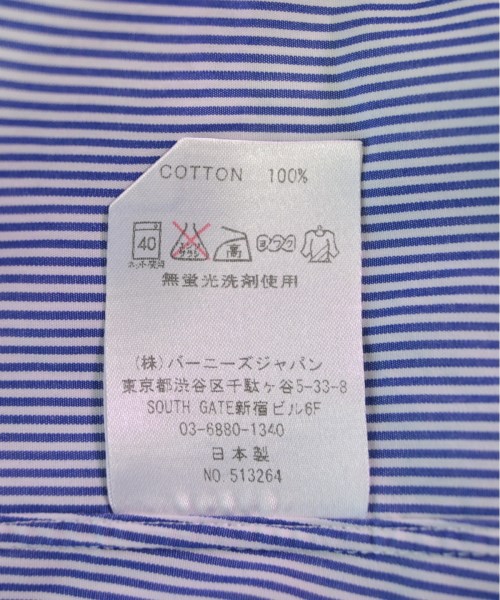 COTTON 100%
40 エンソサラシ 高 ヨワク
ネット使用
無蛍光洗剤使用
(株)バーニーズジャパン
東京都渋谷区千駄ヶ谷5-33-8
SOUTH GATE新宿ビル6F
03-6880-1340
日本製
NO.513264